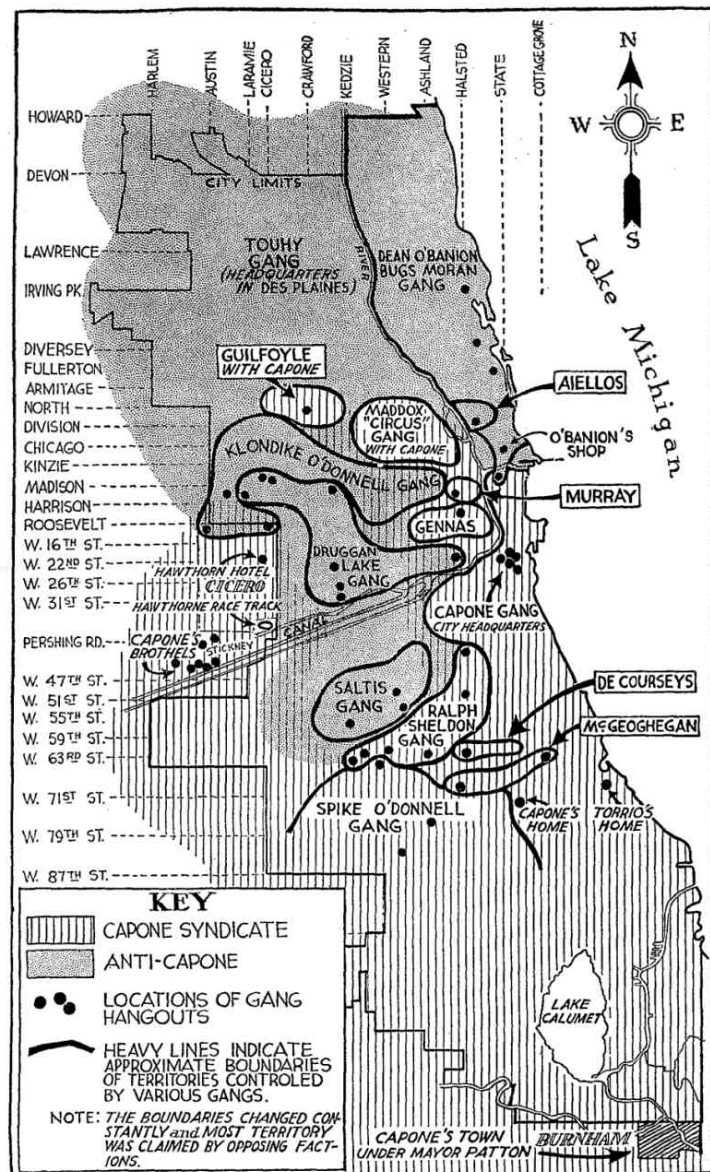 HARLEM
AUSTIN
LARAMIE
CICERO
CRAWFORD
KEDZIE
WESTERN
ASHLAND
HALSTED
STATE
COTTAGE GROVE
N
W
E
S
HOWARD
DEVON
LAWRENCE
IRVING PK.
DIVERSEY
FULLERTON
ARMITAGE
NORTH
DIVISION
CHICAGO
KINZIE
MADISON
HARRISON
ROOSEVELT
W. 16TH ST.
W. 22ND ST.
W. 26TH ST.
W. 31ST ST.
PERSHING RD.
W. 47TH ST.
W. 51ST ST.
W. 55TH ST.
W. 59TH ST.
W. 63RD ST.
W. 71ST ST.
W. 79TH ST.
W. 87TH ST.
CITY LIMITS
TOUHY
GANG
(HEADQUARTERS
IN DES PLAINES)
RIVER
DEAN O'BANION
BUGS MORAN
GANG
Lake Michigan
GUILFOYLE
WITH CAPONE
MADDOX
"CIRCUS"
GANG
WITH CAPONE
AIELLOS
O'BANION'S
SHOP
KLONDIKE O'DONNELL GANG
MURRAY
GENNAS
DRUGGAN
LAKE
GANG
HAWTHORN HOTEL
CICERO
HAWTHORNE RACE TRACK
CANAL
CAPONE GANG
CITY HEADQUARTERS
CAPONE'S
BROTHELS
STICKNEY
SALTIS
GANG
RALPH
SHELDON
GANG
DE COURSEYS
McGEOGHEGAN
SPIKE O'DONNELL
GANG
CAPONE'S
HOME
TORRIO'S
HOME
LAKE
CALUMET
CAPONE'S TOWN
UNDER MAYOR PATTON
BURNHAM
KEY
CAPONE SYNDICATE
ANTI-CAPONE
LOCATIONS OF GANG
HANGOUTS
HEAVY LINES INDICATE
APPROXIMATE BOUNDARIES
OF TERRITORIES CONTROLED
BY VARIOUS GANGS.
NOTE: THE BOUNDARIES CHANGED CON-
STANTLY and MOST TERRITORY
WAS CLAIMED BY OPPOSING FACT-
IONS.